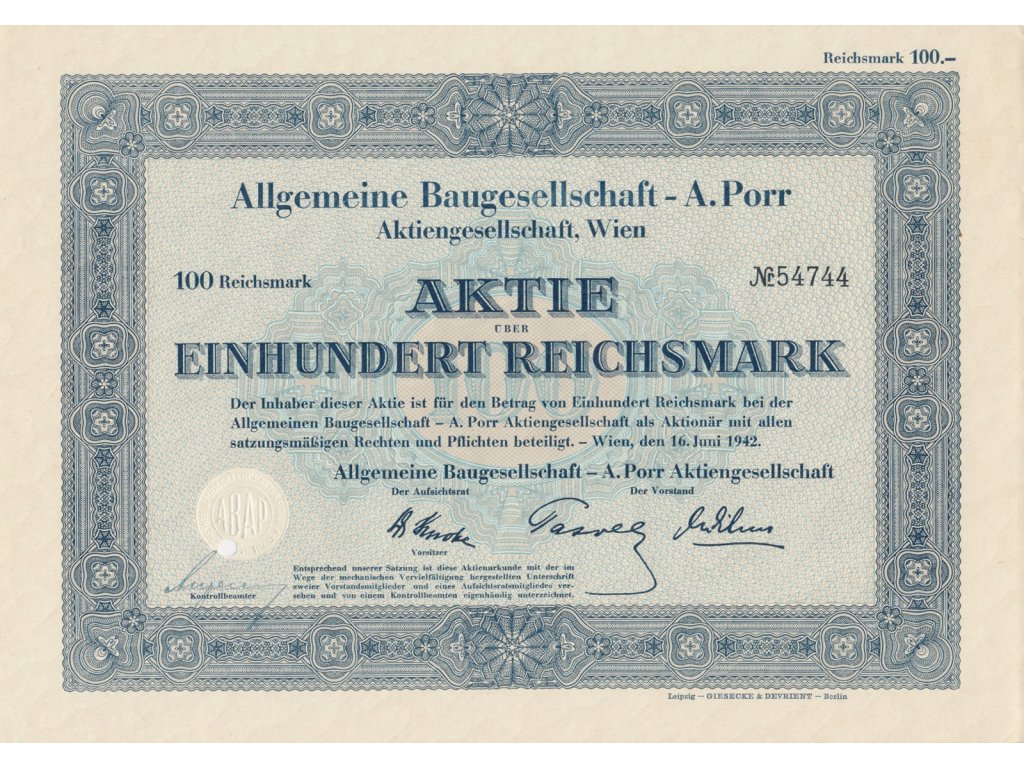 Reichsmark 100.–
Allgemeine Baugesellschaft – A. Porr
Aktiengesellschaft, Wien
100 Reichsmark
AKTIE
№ 54744
ÜBER
EINHUNDERT REICHSMARK
100
Der Inhaber dieser Aktie ist für den Betrag von Einhundert Reichsmark bei der
Allgemeinen Baugesellschaft – A. Porr Aktiengesellschaft als Aktionär mit allen
satzungsmäßigen Rechten und Pflichten beteiligt. – Wien, den 16. Juni 1942.
Allgemeine Baugesellschaft – A. Porr Aktiengesellschaft
Der Aufsichtsrat
Der Vorstand
ABAP
Vorsitzer
Entsprechend unserer Satzung ist diese Aktienurkunde mit der im
Wege der mechanischen Vervielfältigung hergestellten Unterschrift
zweier Vorstandsmitglieder und eines Aufsichtsratsmitgliedes ver-
sehen und von einem Kontrollbeamten eigenhändig unterzeichnet.
Kontrollbeamter
Leipzig — GIESECKE & DEVRIENT — Berlin